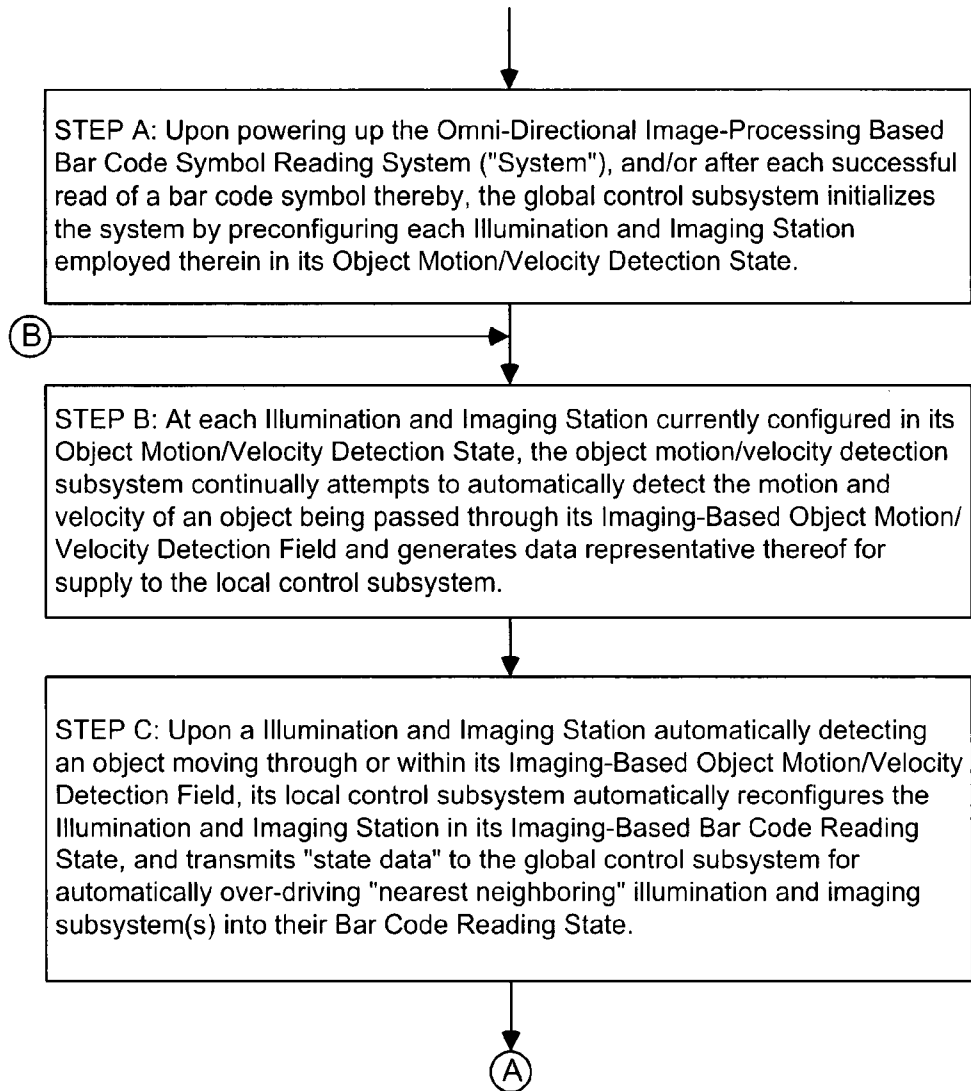 STEP A: Upon powering up the Omni-Directional Image-Processing Based
Bar Code Symbol Reading System ("System"), and/or after each successful
read of a bar code symbol thereby, the global control subsystem initializes
the system by preconfiguring each Illumination and Imaging Station
employed therein in its Object Motion/Velocity Detection State.
B
STEP B: At each Illumination and Imaging Station currently configured in its
Object Motion/Velocity Detection State, the object motion/velocity detection
subsystem continually attempts to automatically detect the motion and
velocity of an object being passed through its Imaging-Based Object Motion/
Velocity Detection Field and generates data representative thereof for
supply to the local control subsystem.
STEP C: Upon a Illumination and Imaging Station automatically detecting
an object moving through or within its Imaging-Based Object Motion/Velocity
Detection Field, its local control subsystem automatically reconfigures the
Illumination and Imaging Station in its Imaging-Based Bar Code Reading
State, and transmits "state data" to the global control subsystem for
automatically over-driving "nearest neighboring" illumination and imaging
subsystem(s) into their Bar Code Reading State.
A